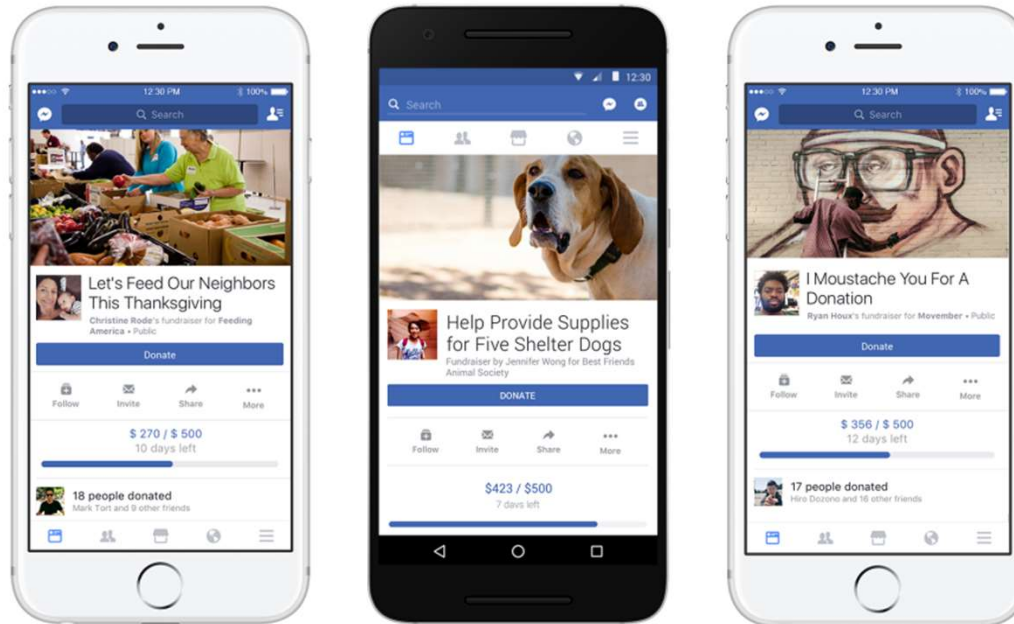 12:30 PM
100%
Search
Let's Feed Our Neighbors
This Thanksgiving
Christine Rode's fundraiser for Feeding
America • Public
Donate
Follow Invite Share More
$ 270 / $ 500
10 days left
18 people donated
Mark Tort and 9 other friends
12:30
Search
Help Provide Supplies
for Five Shelter Dogs
Fundraiser by Jennifer Wong for Best Friends
Animal Society
DONATE
Follow Invite Share More
$423 / $500
7 days left
12:30 PM
100%
Search
I Moustache You For A
Donation
Ryan Houx's fundraiser for Movember • Public
Donate
Follow Invite Share More
$ 356 / $ 500
12 days left
17 people donated
Hiro Dozono and 16 other friends